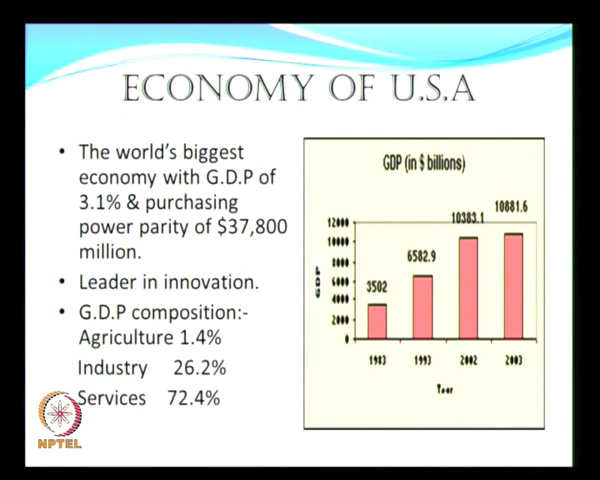 ECONOMY OF U.S.A
• The world's biggest
economy with G.D.P of
3.1% & purchasing
power parity of $37,800
million.
• Leader in innovation.
• G.D.P composition:-
Agriculture 1.4%
Industry 26.2%
Services 72.4%
GDP (in $ billions)
GDP
12000
10000
8000
6000
4000
2000
0
3502
6582.9
10383.1
10881.6
1983
1993
2002
2003
Year
NPTEL